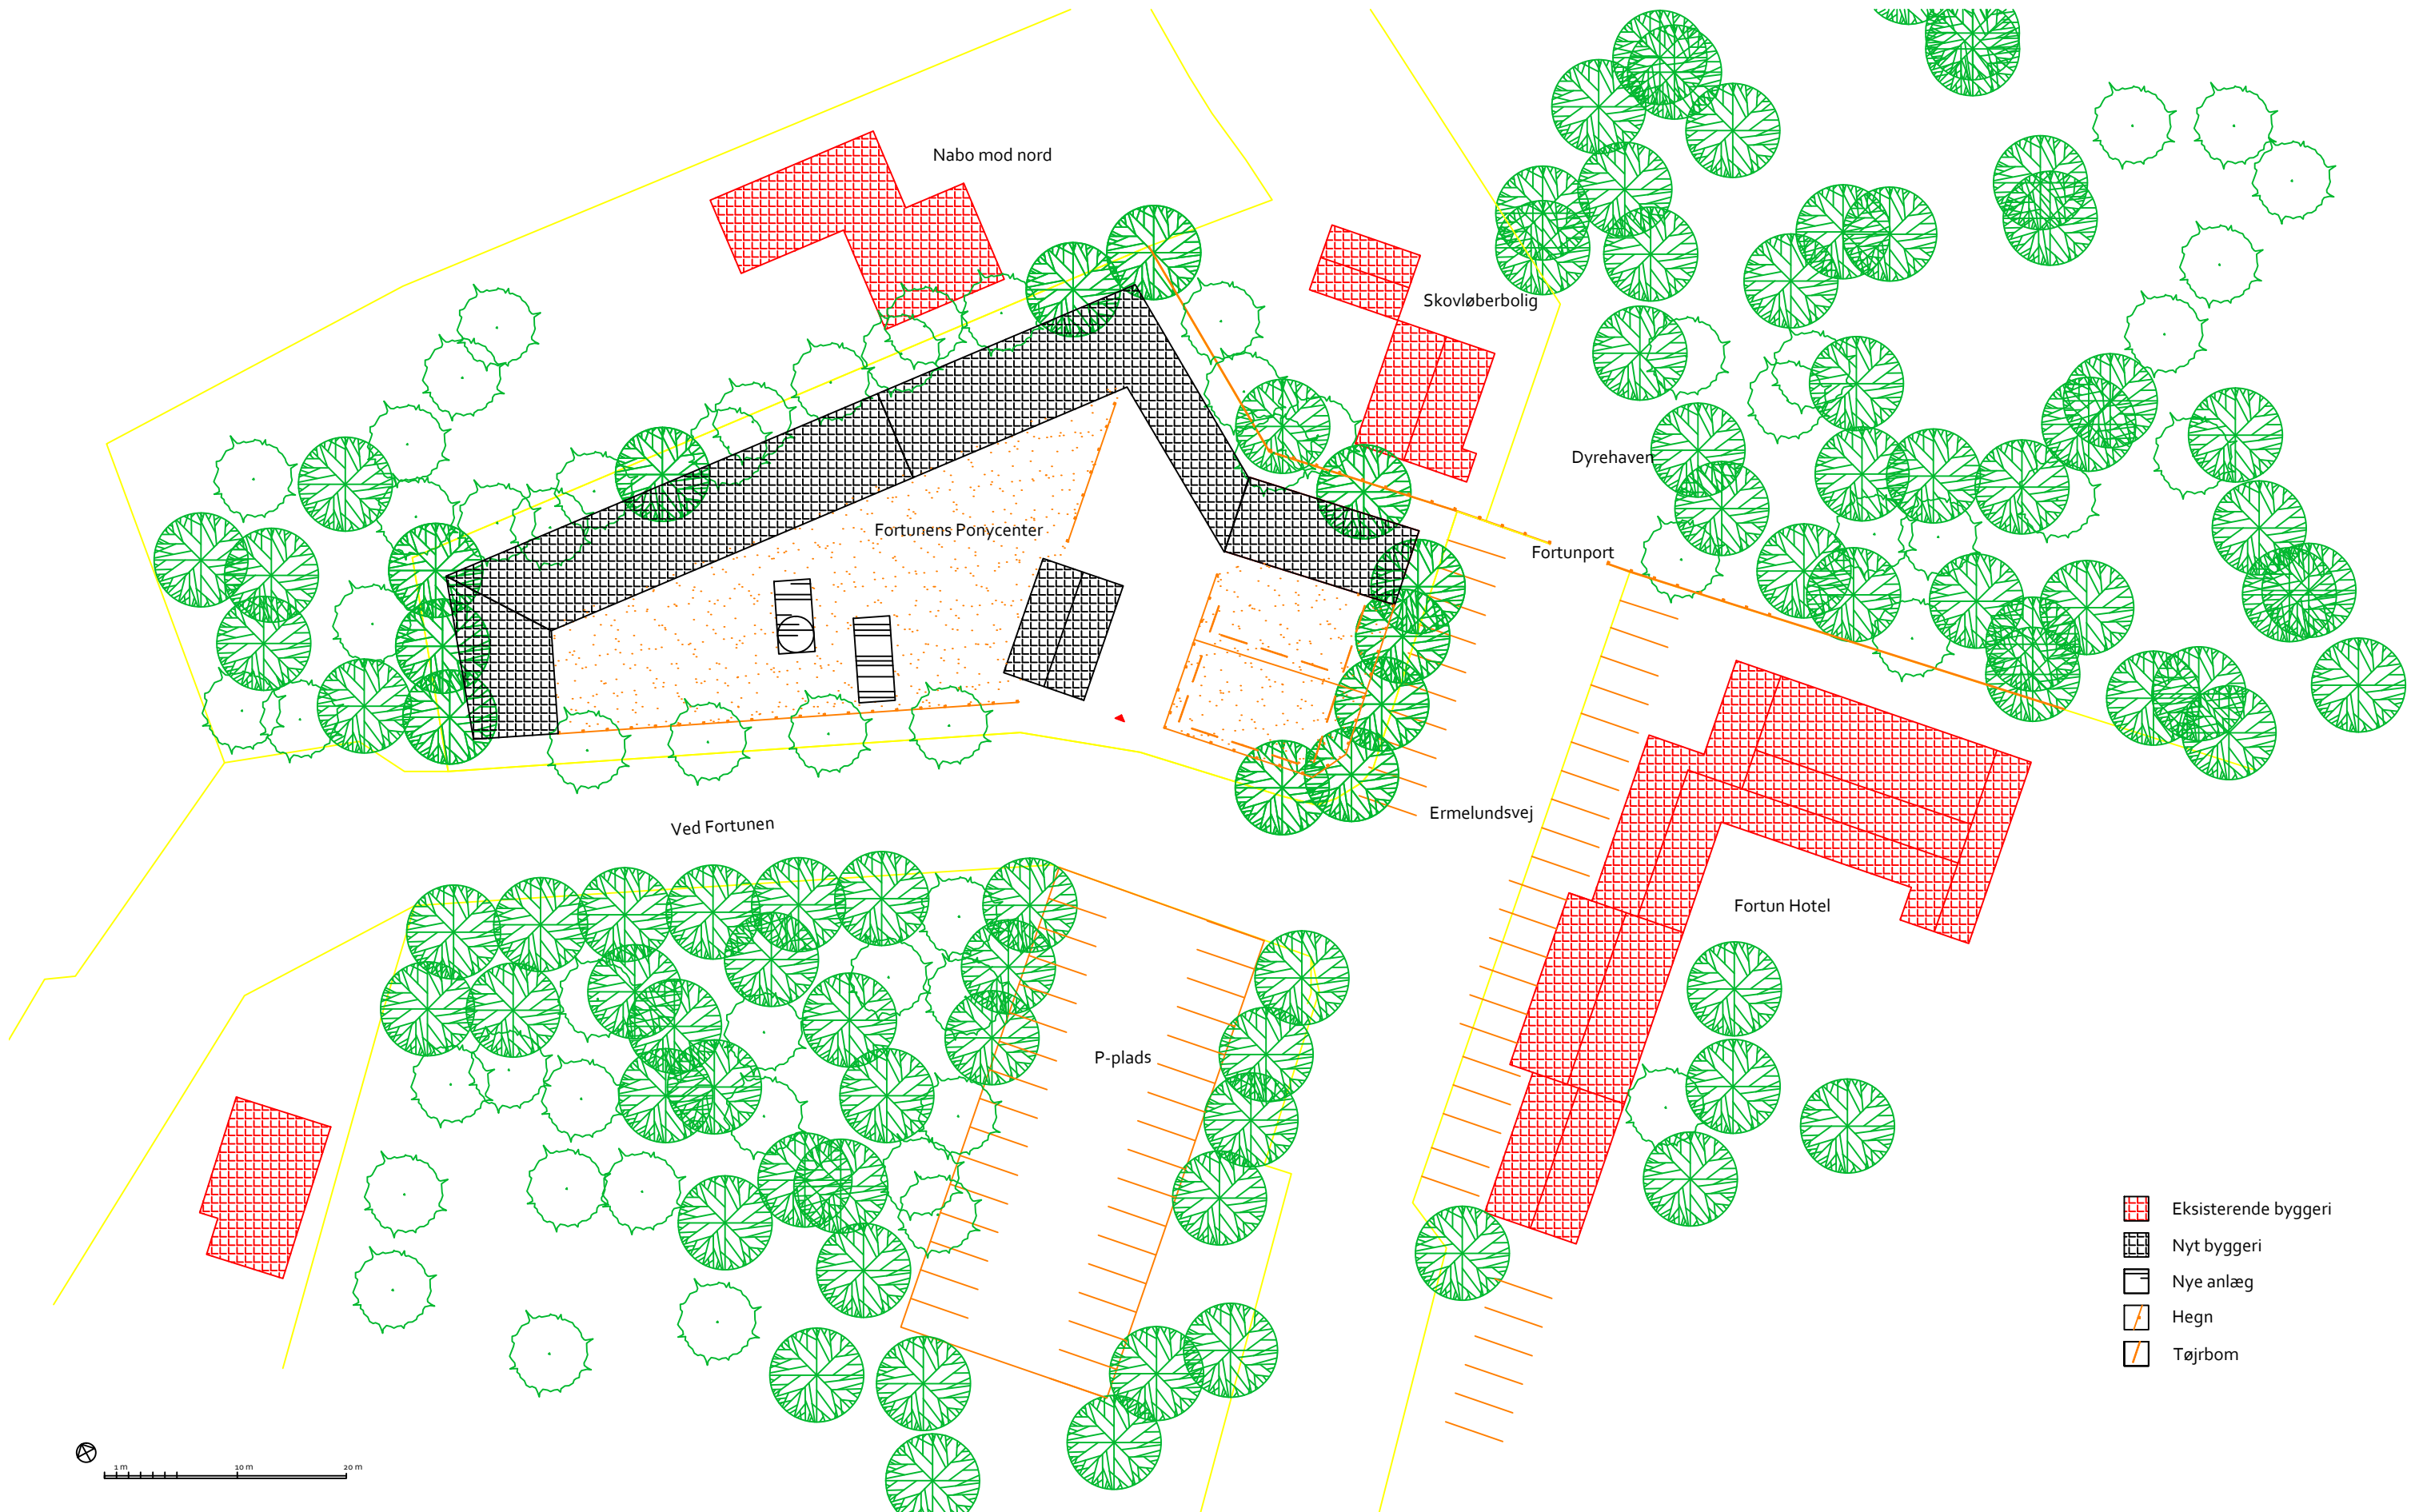 Nabo mod nord
Skovløberbolig
Dyrehaven
Fortunens Ponycenter
Fortunport
Ermelundsvej
Ved Fortunen
Fortun Hotel
P-plads
Eksisterende byggeri
Nyt byggeri
Nye anlæg
Hegn
Tøjrbom
1 m 10 m 20 m